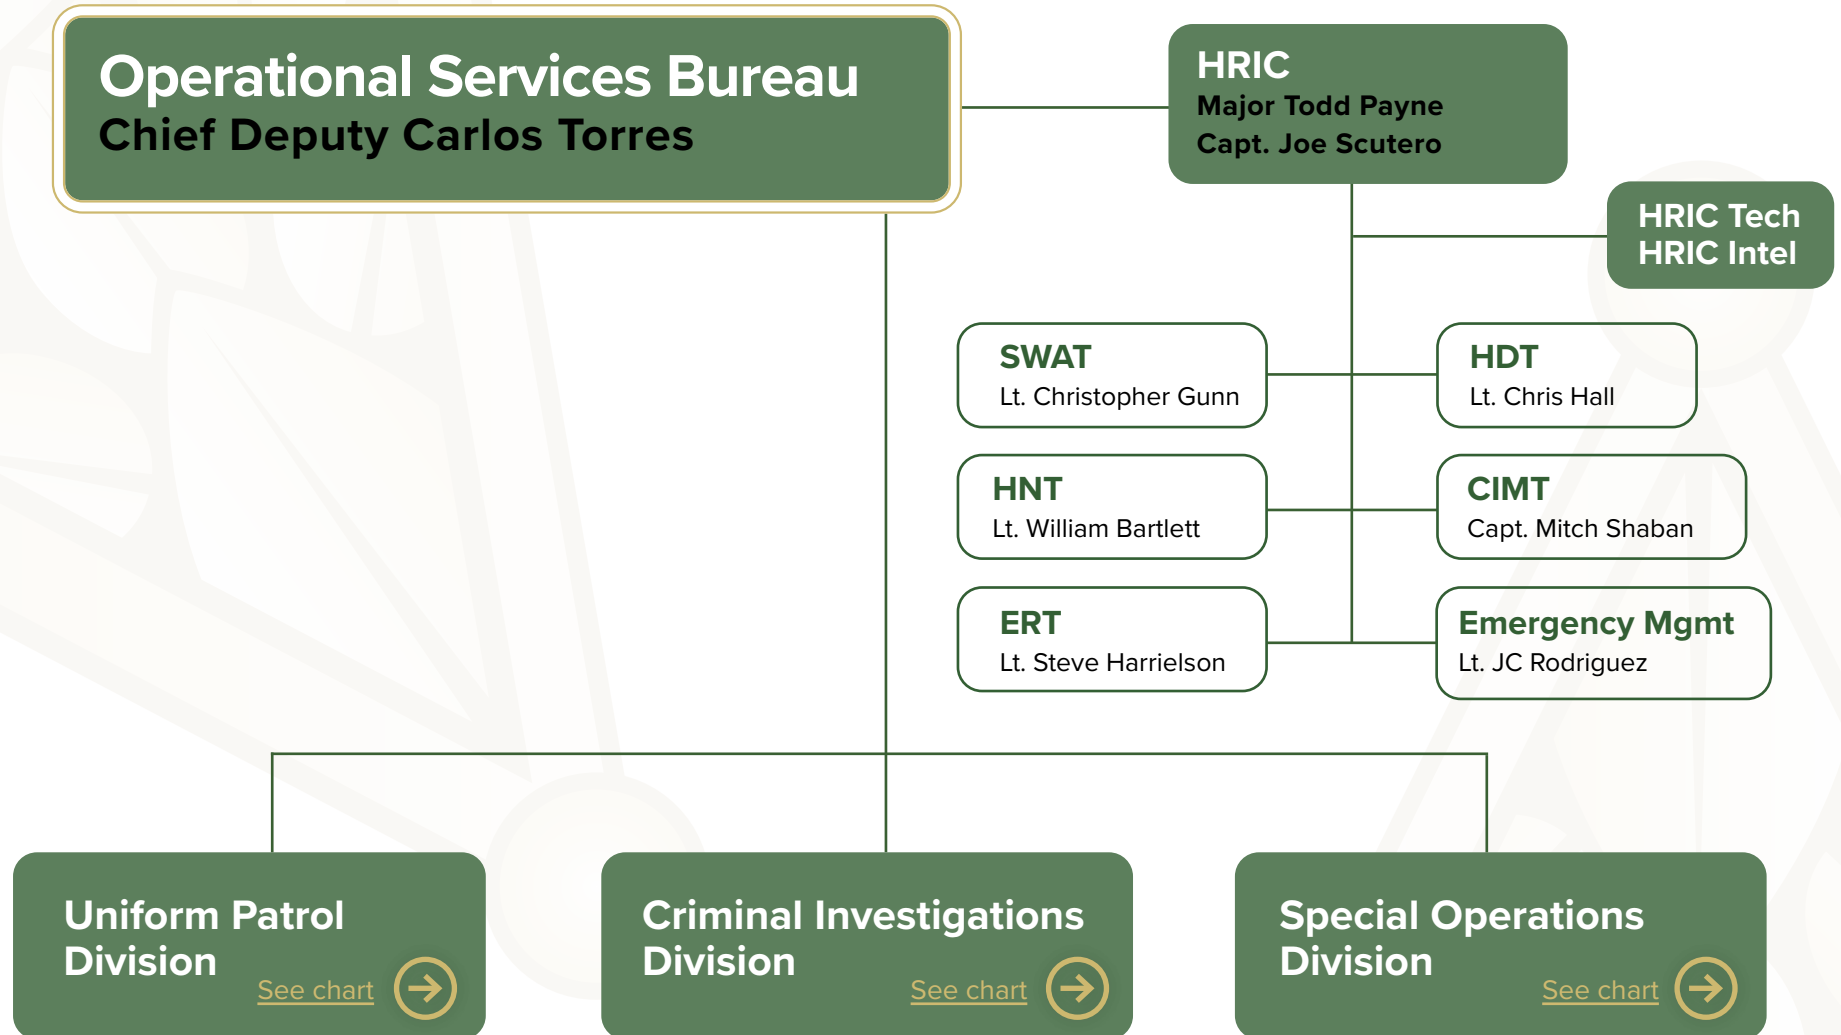 Operational Services Bureau
Chief Deputy Carlos Torres
HRIC
Major Todd Payne
Capt. Joe Scutero
HRIC Tech
HRIC Intel
SWAT
Lt. Christopher Gunn
HDT
Lt. Chris Hall
HNT
Lt. William Bartlett
CIMT
Capt. Mitch Shaban
ERT
Lt. Steve Harrielson
Emergency Mgmt
Lt. JC Rodriguez
Uniform Patrol
Division
See chart
Criminal Investigations
Division
See chart
Special Operations
Division
See chart